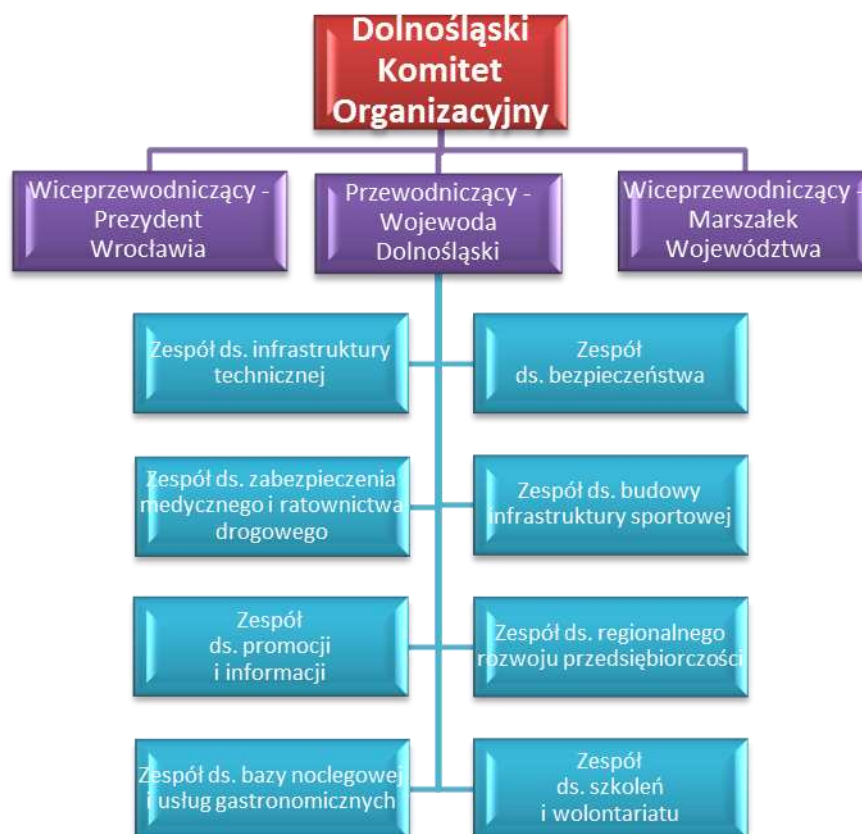 Dolnośląski
Komitet
Organizacyjny
Wiceprzewodniczący -
Prezydent
Wrocławia
Przewodniczący -
Wojewoda
Dolnośląski
Wiceprzewodniczący -
Marszałek
Województwa
Zespół ds. infrastruktury
technicznej
Zespół
ds. bezpieczeństwa
Zespół ds. zabezpieczenia
medycznego i ratownictwa
drogowego
Zespół ds. budowy
infrastruktury sportowej
Zespół
ds. promocji
i informacji
Zespół ds. regionalnego
rozwoju przedsiębiorczości
Zespół ds. bazy noclegowej
i usług gastronomicznych
Zespół
ds. szkoleń
i wolontariatu